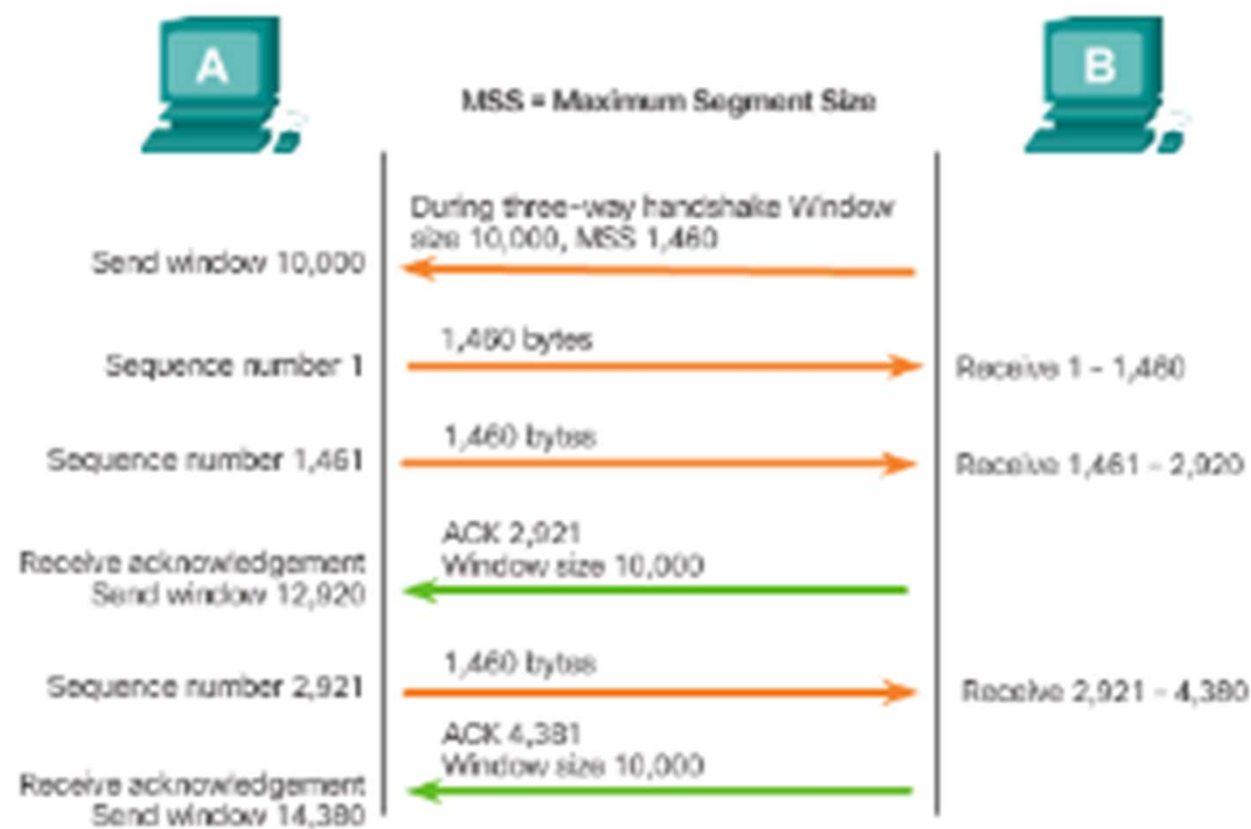 A
B
MSS = Maximum Segment Size
During three-way handshake Window
size 10,000, MSS 1,460
Send window 10,000
1,460 bytes
Sequence number 1
Receive 1 - 1,460
1,460 bytes
Sequence number 1,461
Receive 1,461 - 2,920
ACK 2,921
Window size 10,000
Receive acknowledgement
Send window 12,920
1,460 bytes
Sequence number 2,921
Receive 2,921 - 4,380
ACK 4,381
Window size 10,000
Receive acknowledgement
Send window 14,380